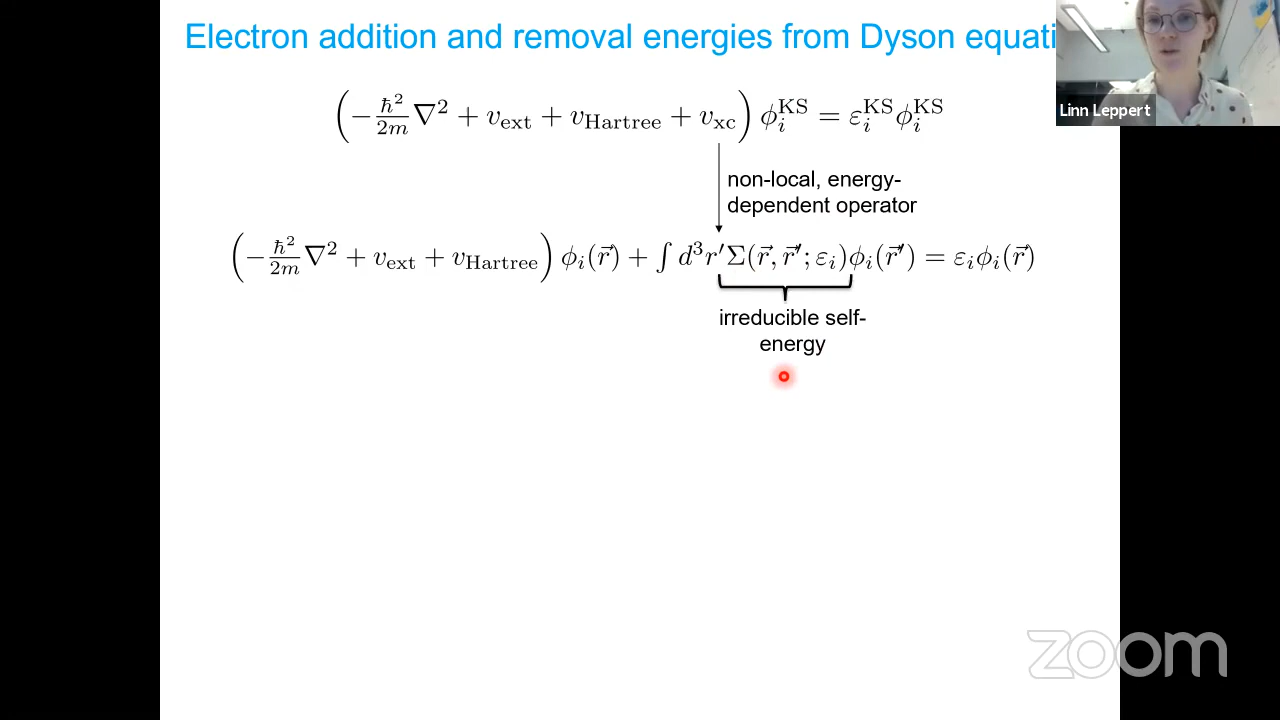 Electron addition and removal energies from Dyson equati
Linn Leppert
(−ħ²/2m ∇² + v_ext + v_Hartree + v_xc) φ_i^KS = ε_i^KS φ_i^KS
non-local, energy-
dependent operator
(−ħ²/2m ∇² + v_ext + v_Hartree) φ_i(r⃗) + ∫ d³r′Σ(r⃗, r⃗′; ε_i)φ_i(r⃗′) = ε_iφ_i(r⃗)
irreducible self-
energy
zoom